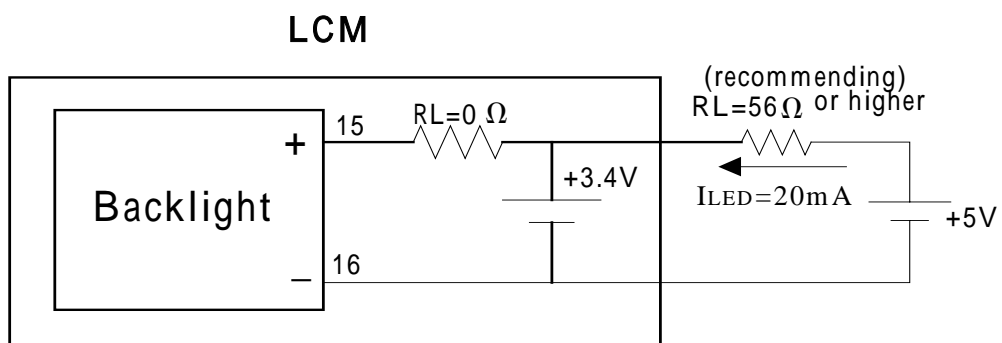 LCM
(recommending)
RL=56Ω or higher
15
RL=0 Ω
+
Backlight
+3.4V
ILED=20mA
+5V
16
−